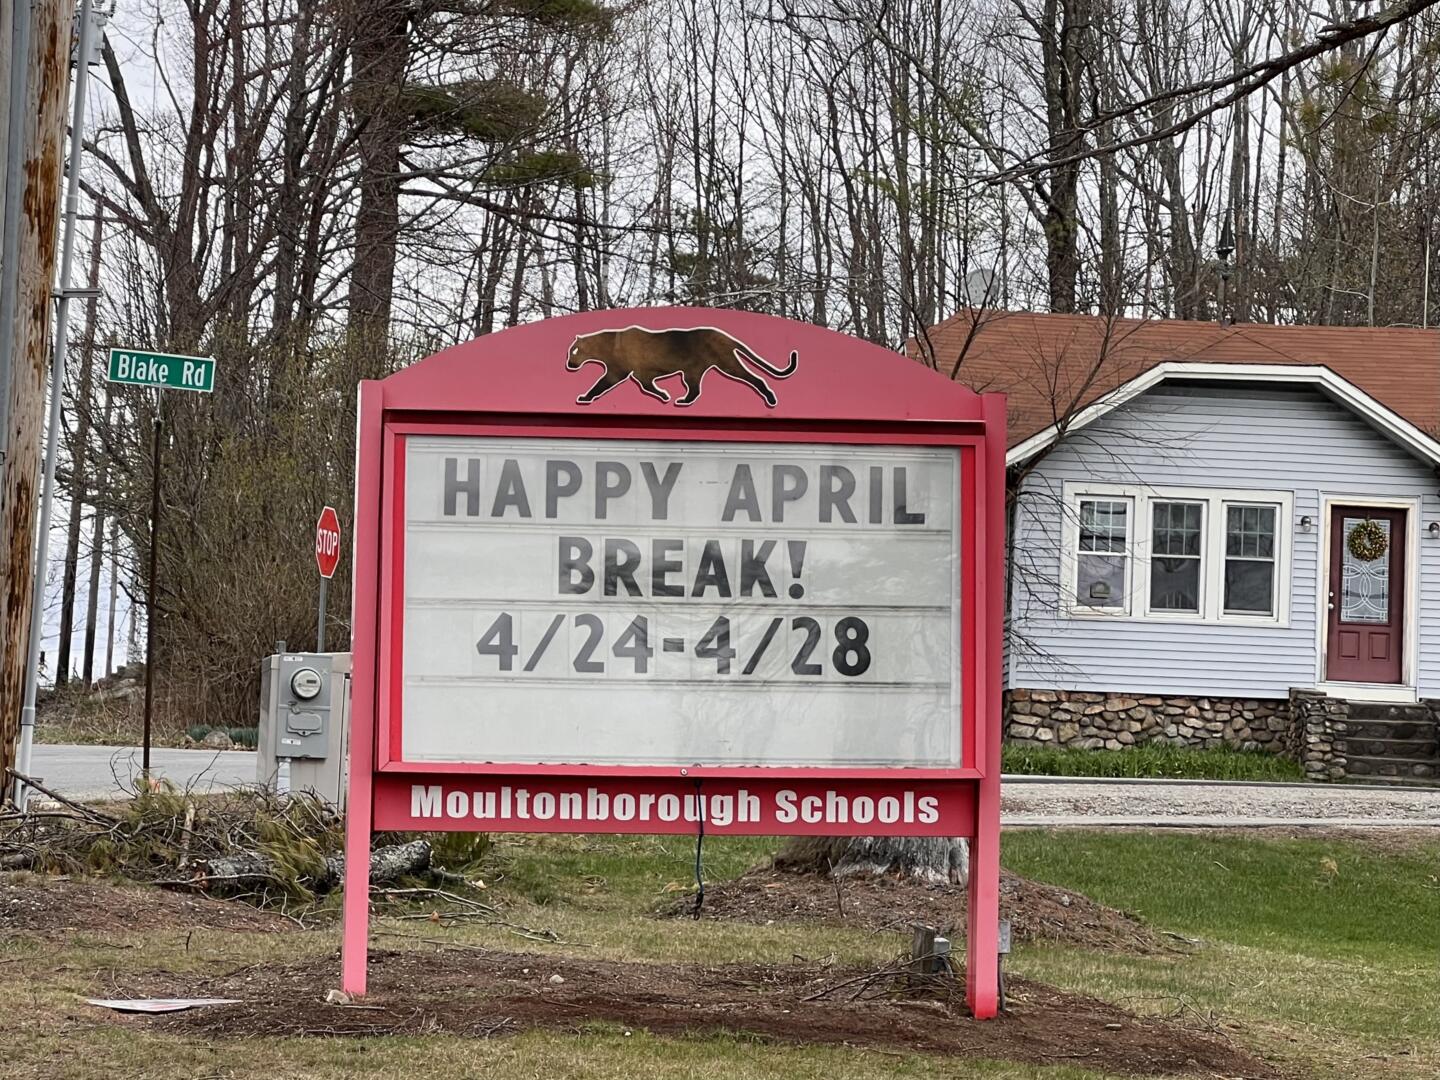 Blake Rd
STOP
HAPPY APRIL
BREAK!
4/24-4/28
Moultonborough Schools